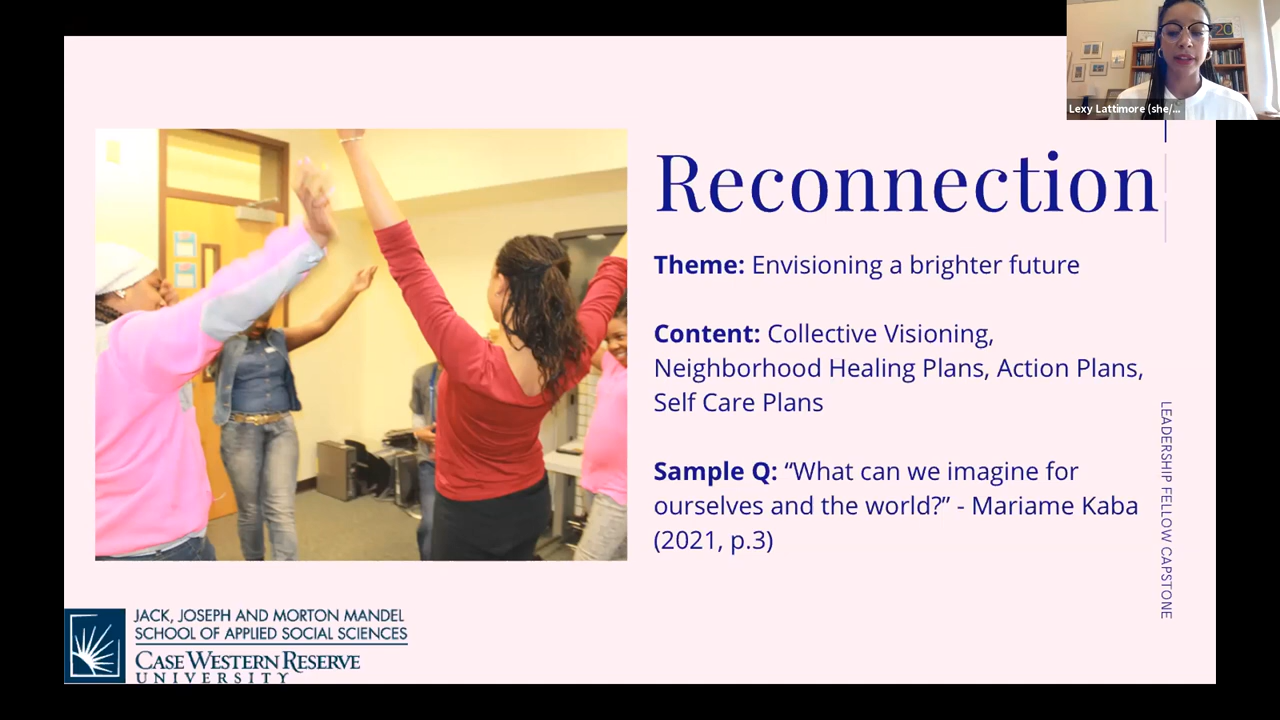 Lexy Lattimore (she/...
Reconnection
Theme: Envisioning a brighter future
Content: Collective Visioning,
Neighborhood Healing Plans, Action Plans,
Self Care Plans
Sample Q: “What can we imagine for
ourselves and the world?” - Mariame Kaba
(2021, p.3)
LEADERSHIP FELLOW CAPSTONE
JACK, JOSEPH AND MORTON MANDEL
SCHOOL OF APPLIED SOCIAL SCIENCES
CASE WESTERN RESERVE
UNIVERSITY